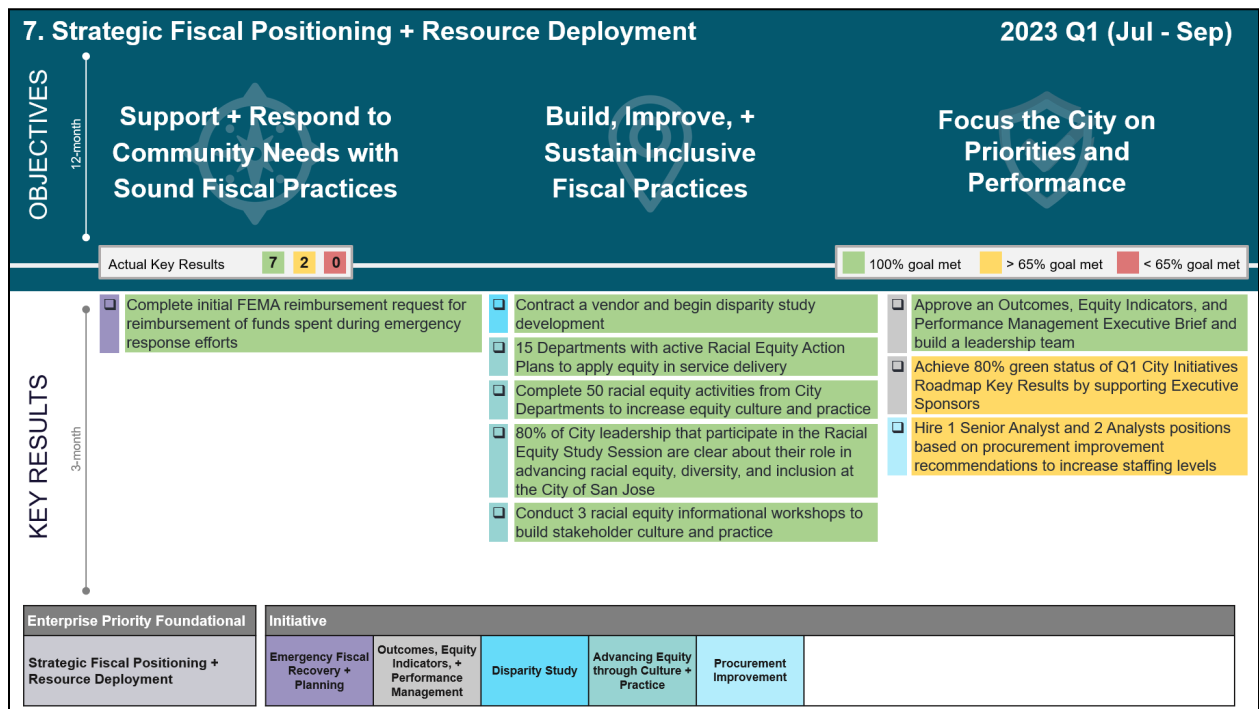 7. Strategic Fiscal Positioning + Resource Deployment
2023 Q1 (Jul - Sep)
OBJECTIVES
12-month
Support + Respond to
Community Needs with
Sound Fiscal Practices
Build, Improve, +
Sustain Inclusive
Fiscal Practices
Focus the City on
Priorities and
Performance
Actual Key Results 7 2 0
100% goal met > 65% goal met < 65% goal met
KEY RESULTS
3-month
Complete initial FEMA reimbursement request for
reimbursement of funds spent during emergency
response efforts
Contract a vendor and begin disparity study
development
15 Departments with active Racial Equity Action
Plans to apply equity in service delivery
Complete 50 racial equity activities from City
Departments to increase equity culture and practice
80% of City leadership that participate in the Racial
Equity Study Session are clear about their role in
advancing racial equity, diversity, and inclusion at
the City of San Jose
Conduct 3 racial equity informational workshops to
build stakeholder culture and practice
Approve an Outcomes, Equity Indicators, and
Performance Management Executive Brief and
build a leadership team
Achieve 80% green status of Q1 City Initiatives
Roadmap Key Results by supporting Executive
Sponsors
Hire 1 Senior Analyst and 2 Analysts positions
based on procurement improvement
recommendations to increase staffing levels
Enterprise Priority Foundational
Strategic Fiscal Positioning +
Resource Deployment
Initiative
Emergency Fiscal
Recovery +
Planning
Outcomes, Equity
Indicators, +
Performance
Management
Disparity Study
Advancing Equity
through Culture +
Practice
Procurement
Improvement